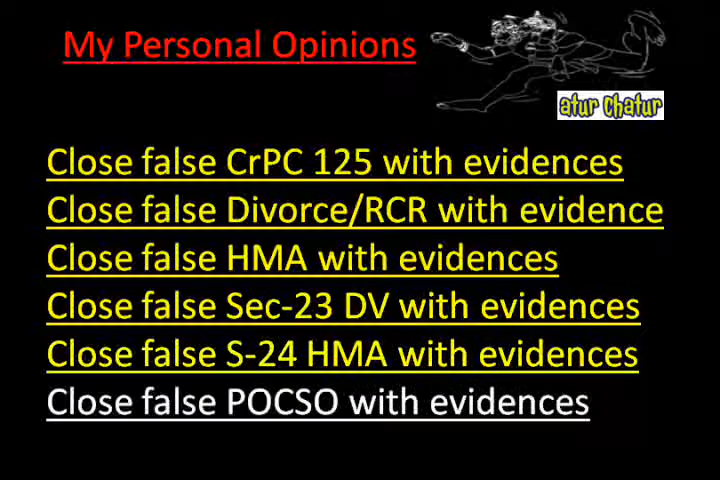 My Personal Opinions
atur Chatur
Close false CrPC 125 with evidences
Close false Divorce/RCR with evidence
Close false HMA with evidences
Close false Sec-23 DV with evidences
Close false S-24 HMA with evidences
Close false POCSO with evidences